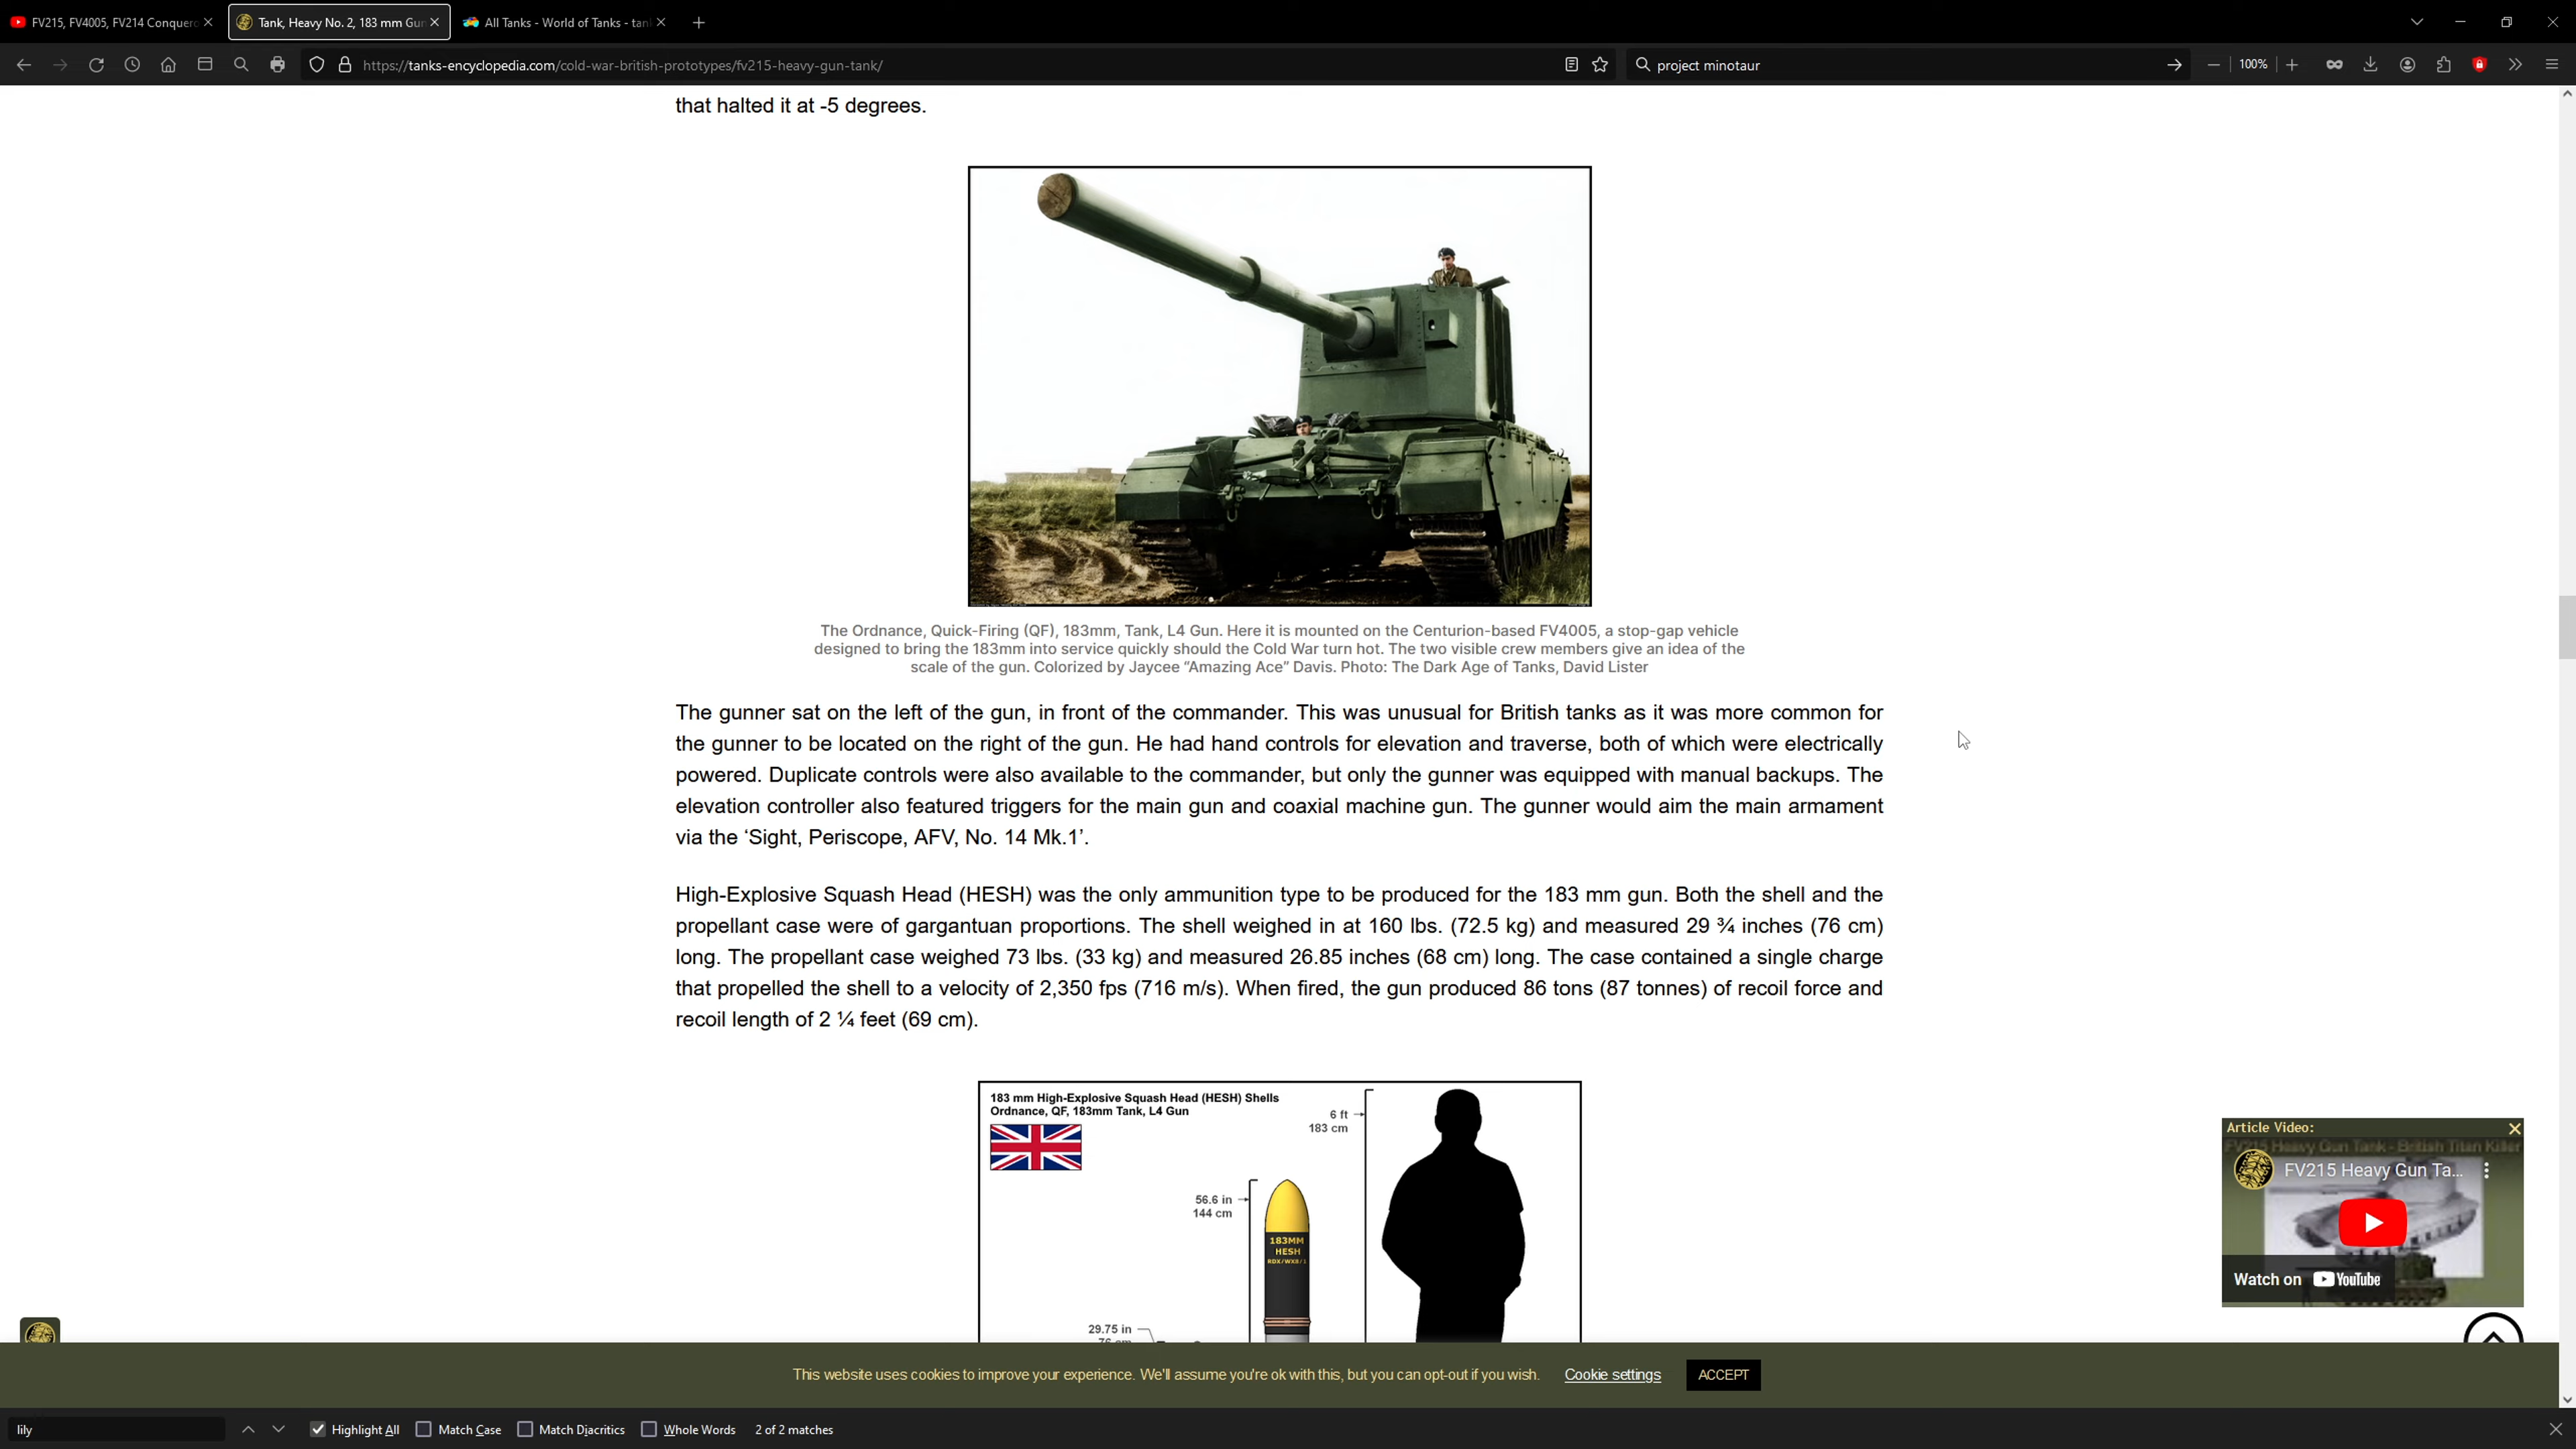 FV215, FV4005, FV214 Conquero
Tank, Heavy No. 2, 183 mm Gun
All Tanks - World of Tanks - tan
https://tanks-encyclopedia.com/cold-war-british-prototypes/fv215-heavy-gun-tank/
project minotaur
100%
that halted it at -5 degrees.
The Ordnance, Quick-Firing (QF), 183mm, Tank, L4 Gun. Here it is mounted on the Centurion-based FV4005, a stop-gap vehicle
designed to bring the 183mm into service quickly should the Cold War turn hot. The two visible crew members give an idea of the
scale of the gun. Colorized by Jaycee “Amazing Ace” Davis. Photo: The Dark Age of Tanks, David Lister
The gunner sat on the left of the gun, in front of the commander. This was unusual for British tanks as it was more common for
the gunner to be located on the right of the gun. He had hand controls for elevation and traverse, both of which were electrically
powered. Duplicate controls were also available to the commander, but only the gunner was equipped with manual backups. The
elevation controller also featured triggers for the main gun and coaxial machine gun. The gunner would aim the main armament
via the ‘Sight, Periscope, AFV, No. 14 Mk.1’.
High-Explosive Squash Head (HESH) was the only ammunition type to be produced for the 183 mm gun. Both the shell and the
propellant case were of gargantuan proportions. The shell weighed in at 160 lbs. (72.5 kg) and measured 29 ¾ inches (76 cm)
long. The propellant case weighed 73 lbs. (33 kg) and measured 26.85 inches (68 cm) long. The case contained a single charge
that propelled the shell to a velocity of 2,350 fps (716 m/s). When fired, the gun produced 86 tons (87 tonnes) of recoil force and
recoil length of 2 ¼ feet (69 cm).
183 mm High-Explosive Squash Head (HESH) Shells
Ordnance, QF, 183mm Tank, L4 Gun
6 ft
183 cm
56.6 in
144 cm
183MM
HESH
RDX/WX8/1
29.75 in
76 cm
Article Video:
FV215 Heavy Gun Tank - British Titan Killer
FV215 Heavy Gun Ta...
Watch on YouTube
This website uses cookies to improve your experience. We'll assume you're ok with this, but you can opt-out if you wish.
Cookie settings
ACCEPT
lily
Highlight All
Match Case
Match Diacritics
Whole Words
2 of 2 matches